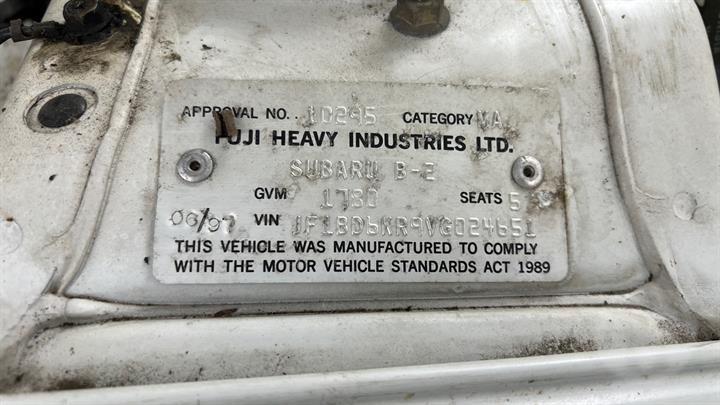 APPROVAL NO. 10295 CATEGORY MA
FUJI HEAVY INDUSTRIES LTD.
SUBARU B-2
GVM 1780 SEATS 5
06/97 VIN JF1BD6KR9VG024651
THIS VEHICLE WAS MANUFACTURED TO COMPLY
WITH THE MOTOR VEHICLE STANDARDS ACT 1989